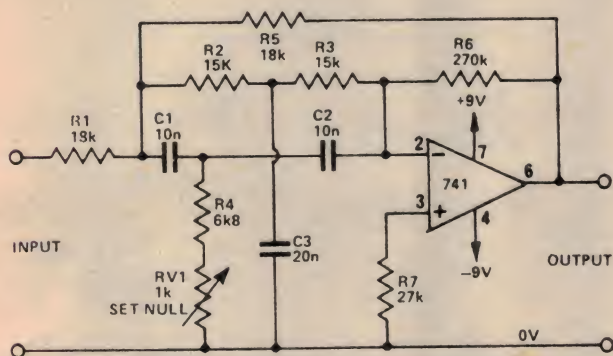 R5
18k
R2
15K
R3
15k
R6
270k
+9V
R1
18k
C1
10n
C2
10n
2
−
7
741
6
3
+
4
R4
6k8
C3
20n
INPUT
RV1
1k
SET NULL
R7
27k
−9V
OUTPUT
0V